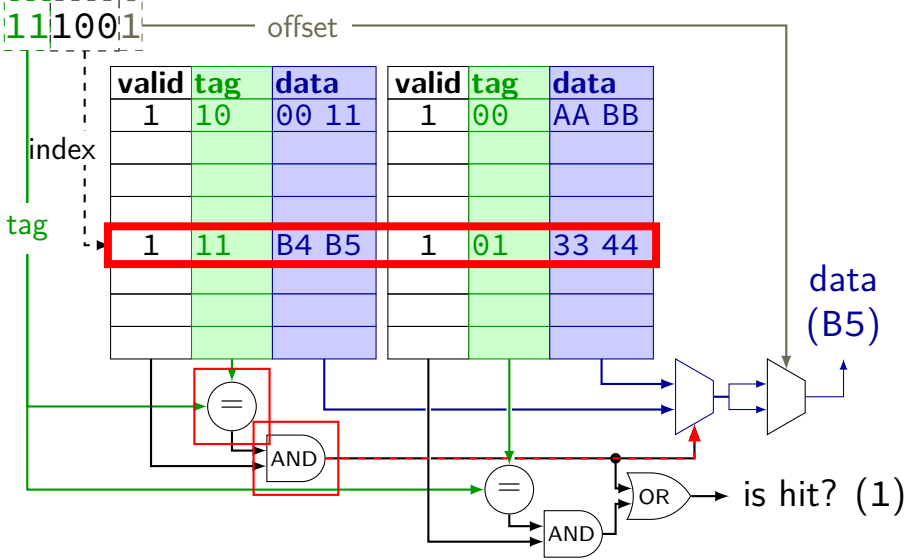 111001 offset
valid tag data valid tag data
1 10 00 11 1 00 AA BB
index
tag
1 11 B4 B5 1 01 33 44
data
(B5)
=
AND
=
OR
is hit? (1)
AND